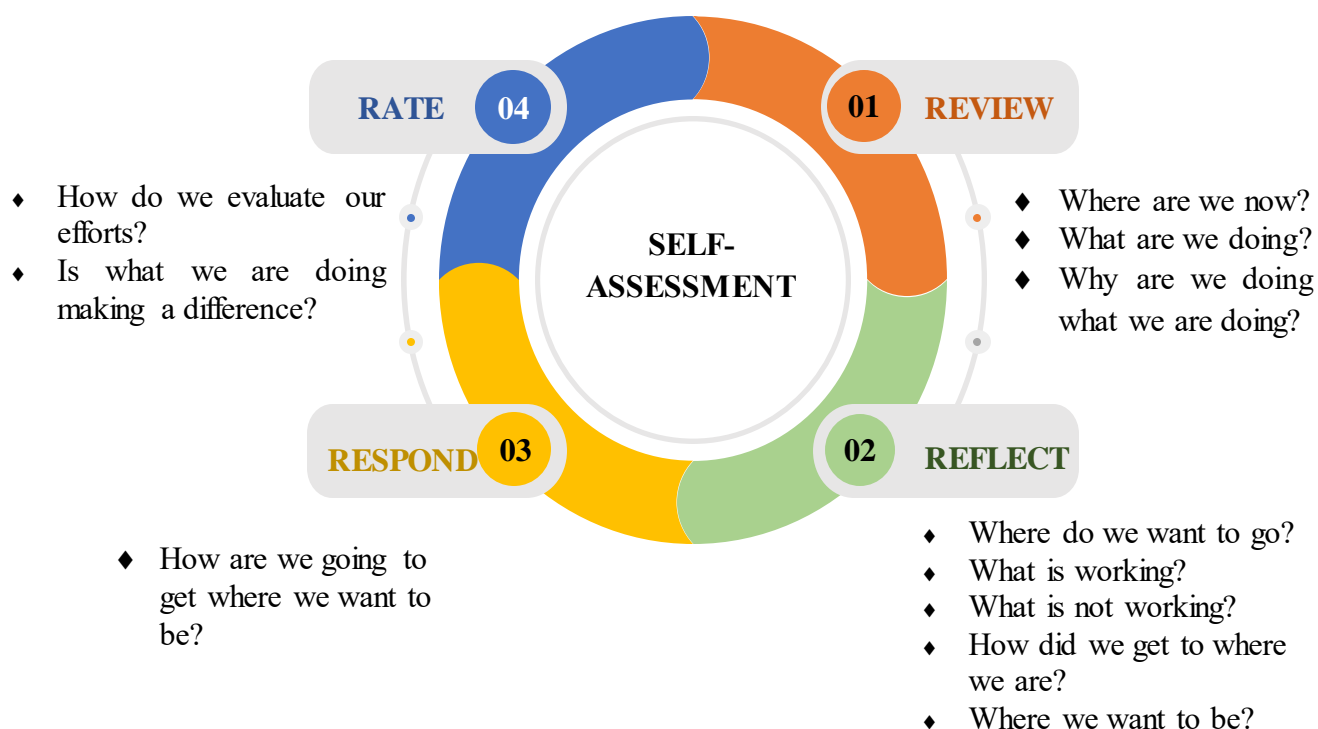 SELF-
ASSESSMENT
01 REVIEW
♦ Where are we now?
♦ What are we doing?
♦ Why are we doing
what we are doing?
02 REFLECT
♦ Where do we want to go?
♦ What is working?
♦ What is not working?
♦ How did we get to where
we are?
♦ Where we want to be?
RESPOND 03
♦ How are we going to
get where we want to
be?
RATE 04
♦ How do we evaluate our
efforts?
♦ Is what we are doing
making a difference?